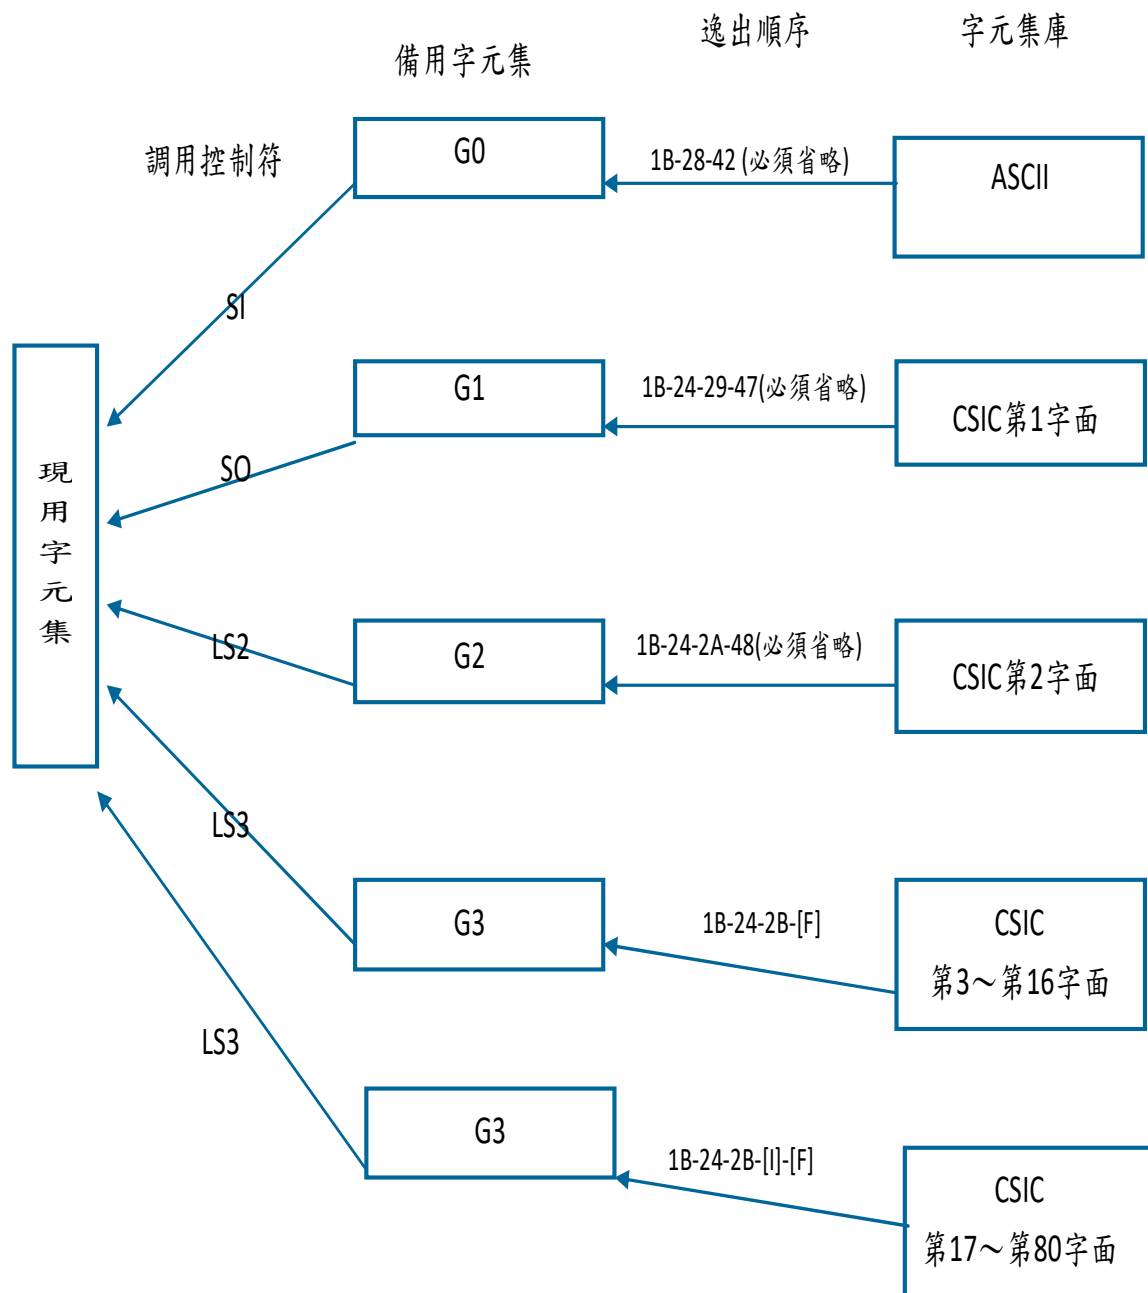 備用字元集
逸出順序
字元集庫
調用控制符
G0
1B-28-42 (必須省略)
ASCII
SI
G1
1B-24-29-47(必須省略)
CSIC第1字面
SO
現用字元集
G2
1B-24-2A-48(必須省略)
CSIC第2字面
LS2
LS3
G3
1B-24-2B-[F]
CSIC
第3～第16字面
LS3
G3
1B-24-2B-[I]-[F]
CSIC
第17～第80字面